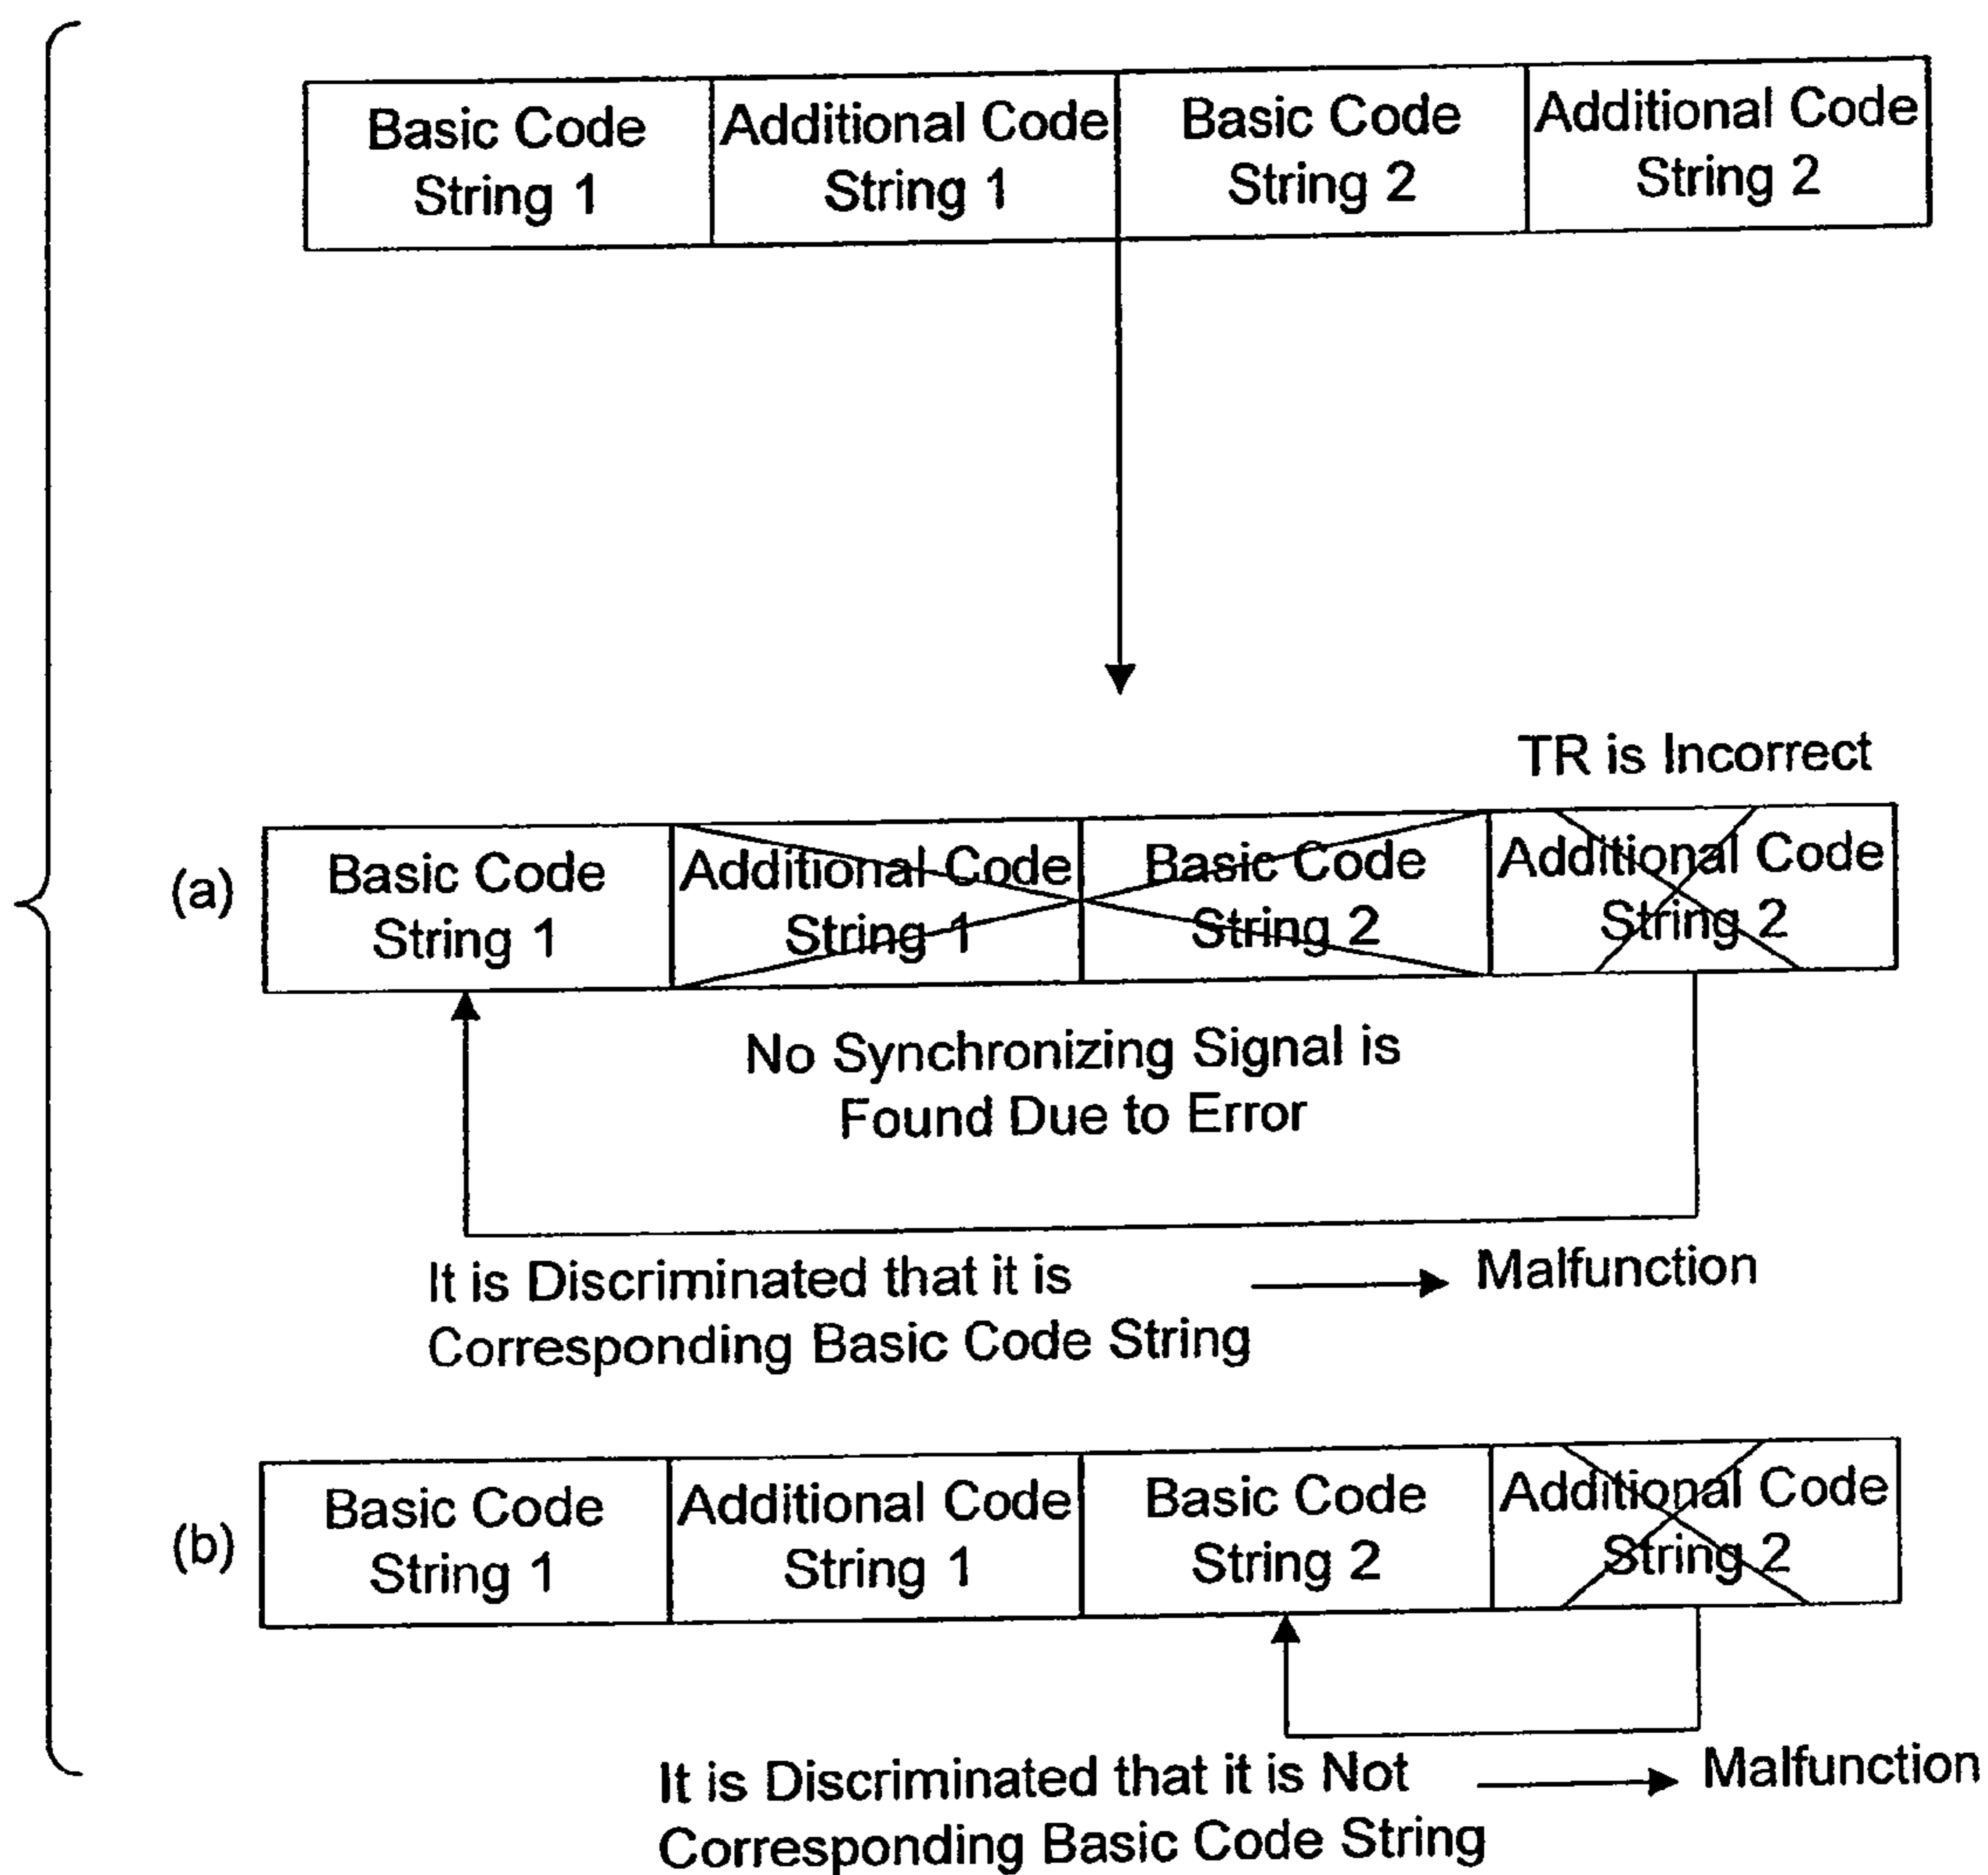 Basic Code
String 1
Additional Code
String 1
Basic Code
String 2
Additional Code
String 2
TR is Incorrect
(a)
Basic Code
String 1
Additional Code
String 1
Basic Code
String 2
Additional Code
String 2
No Synchronizing Signal is
Found Due to Error
It is Discriminated that it is
Corresponding Basic Code String
Malfunction
(b)
Basic Code
String 1
Additional Code
String 1
Basic Code
String 2
Additional Code
String 2
It is Discriminated that it is Not
Corresponding Basic Code String
Malfunction